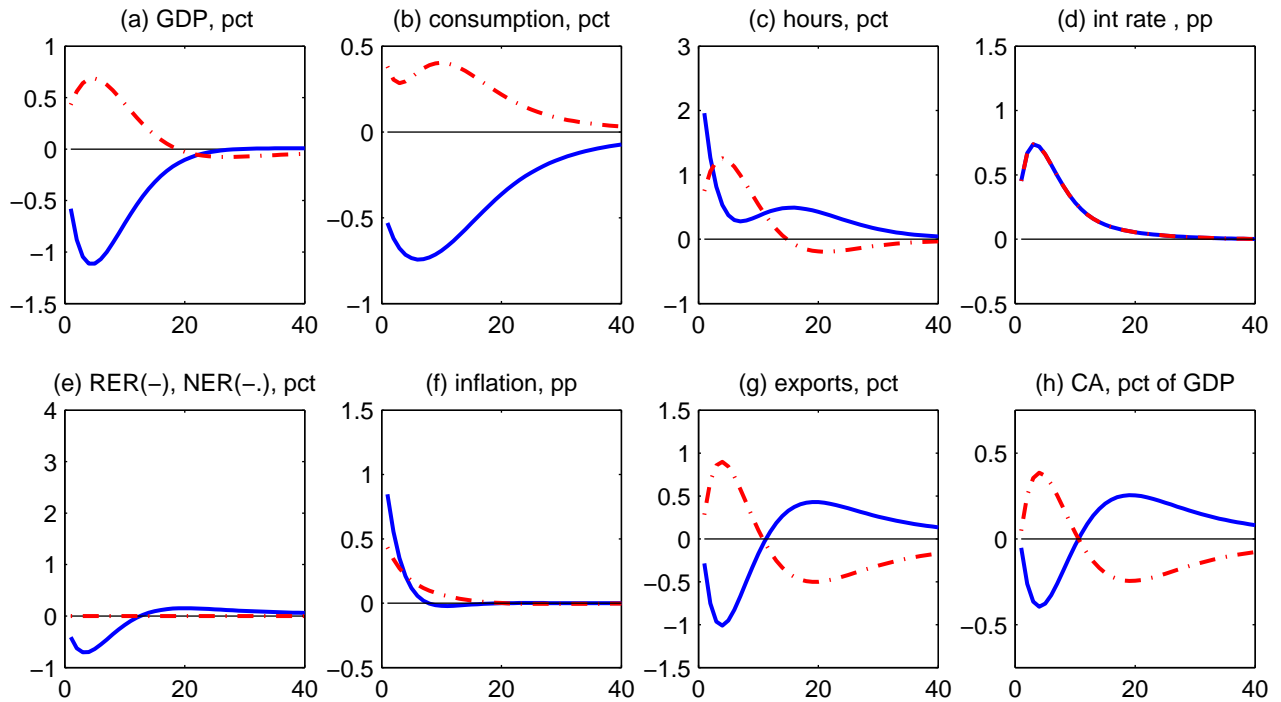 (a) GDP, pct
1
0.5
0
−0.5
−1
−1.5
0 20 40
(b) consumption, pct
0.5
0
−0.5
−1
0 20 40
(c) hours, pct
3
2
1
0
−1
0 20 40
(d) int rate , pp
1.5
1
0.5
0
−0.5
0 20 40
(e) RER(−), NER(−.), pct
4
3
2
1
0
−1
0 20 40
(f) inflation, pp
1.5
1
0.5
0
−0.5
0 20 40
(g) exports, pct
1.5
1
0.5
0
−0.5
−1
−1.5
0 20 40
(h) CA, pct of GDP
0.5
0
−0.5
0 20 40